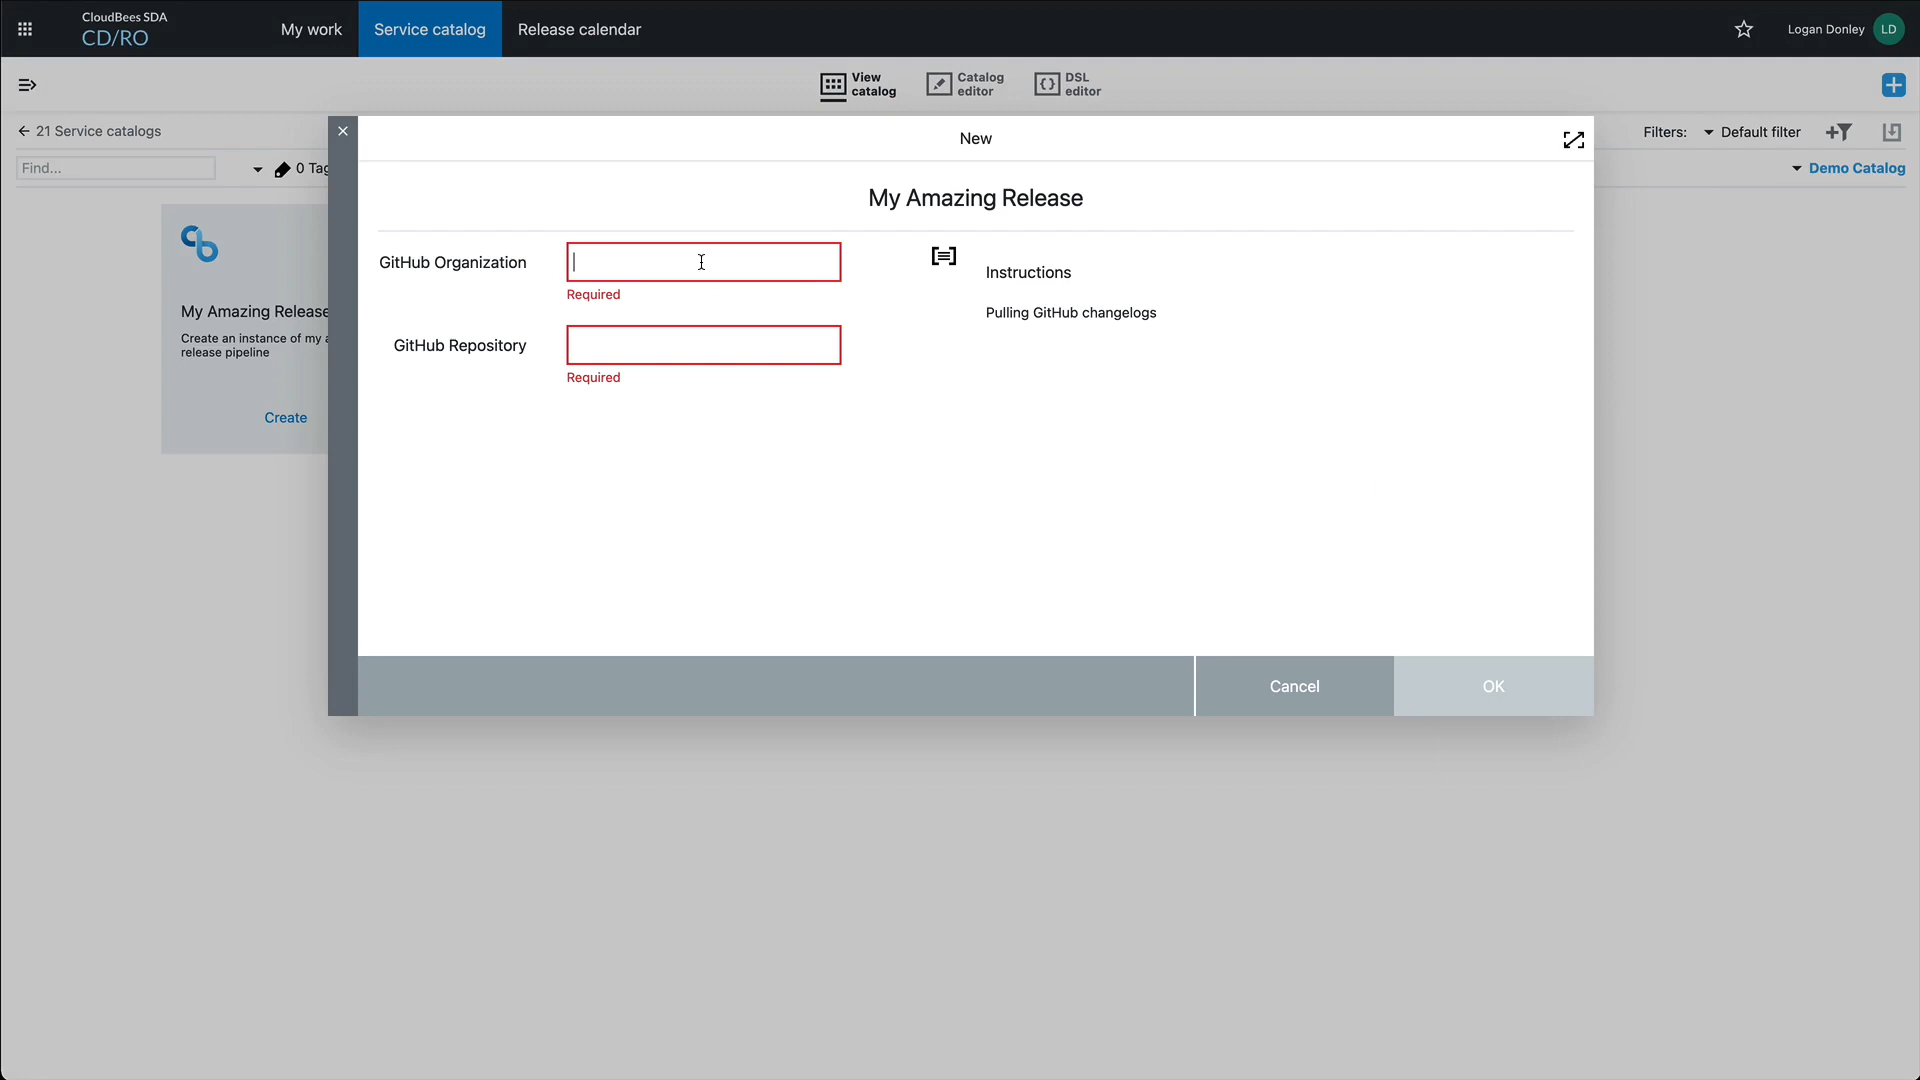 CloudBees SDA
CD/RO
My work
Service catalog
Release calendar
Logan Donley
LD
View catalog
Catalog editor
DSL editor
21 Service catalogs
Filters:
Default filter
Find...
0 Tag
Demo Catalog
New
My Amazing Release
GitHub Organization
Required
GitHub Repository
Required
Instructions
Pulling GitHub changelogs
My Amazing Release
Create an instance of my a
release pipeline
Create
Cancel
OK